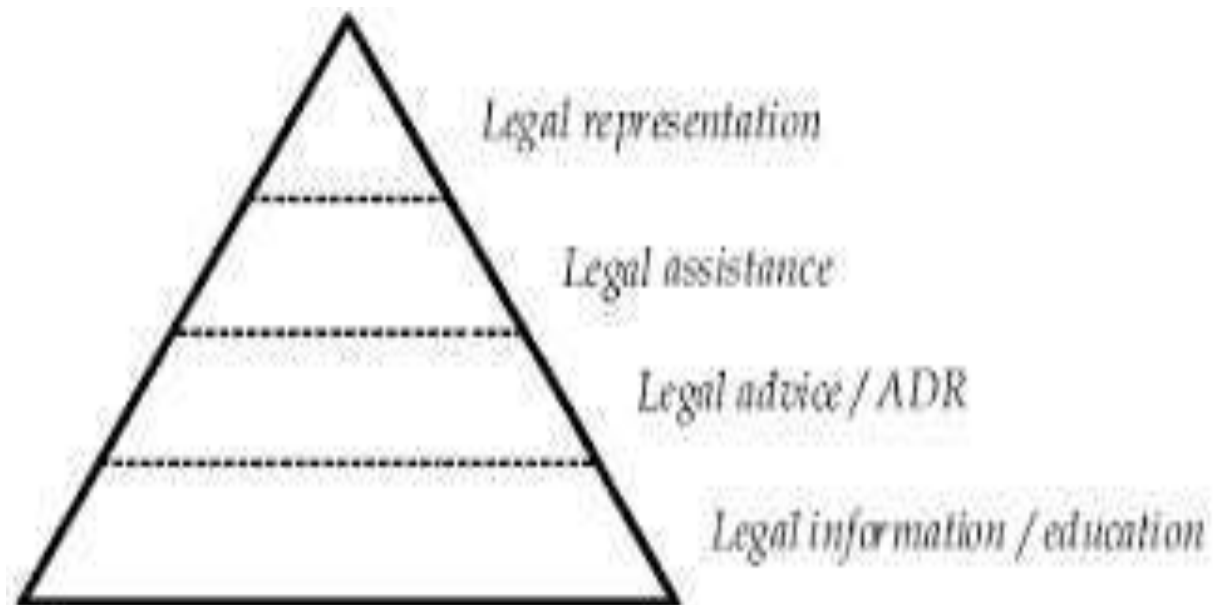 Legal representation
Legal assistance
Legal advice / ADR
Legal information / education